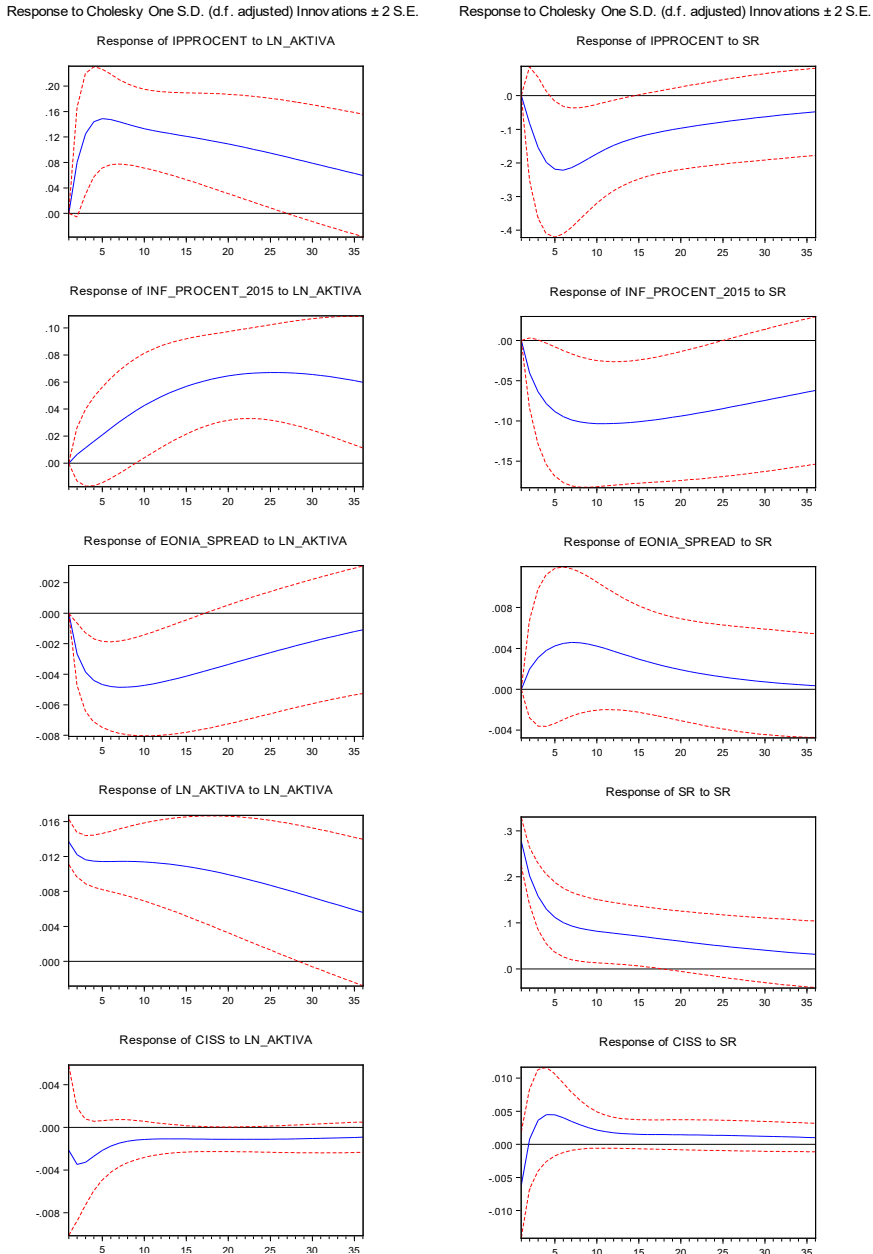 Response to Cholesky One S.D. (d.f. adjusted) Innovations ± 2 S.E.
Response of IPPROCENT to LN_AKTIVA
.20
.16
.12
.08
.04
.00
5 10 15 20 25 30 35
Response of INF_PROCENT_2015 to LN_AKTIVA
.10
.08
.06
.04
.02
.00
5 10 15 20 25 30 35
Response of EONIA_SPREAD to LN_AKTIVA
.002
.000
-.002
-.004
-.006
-.008
5 10 15 20 25 30 35
Response of LN_AKTIVA to LN_AKTIVA
.016
.012
.008
.004
.000
5 10 15 20 25 30 35
Response of CISS to LN_AKTIVA
.004
.000
-.004
-.008
5 10 15 20 25 30 35
Response to Cholesky One S.D. (d.f. adjusted) Innovations ± 2 S.E.
Response of IPPROCENT to SR
.0
-.1
-.2
-.3
-.4
5 10 15 20 25 30 35
Response of INF_PROCENT_2015 to SR
.00
-.05
-.10
-.15
5 10 15 20 25 30 35
Response of EONIA_SPREAD to SR
.008
.004
.000
-.004
5 10 15 20 25 30 35
Response of SR to SR
.3
.2
.1
.0
5 10 15 20 25 30 35
Response of CISS to SR
.010
.005
.000
-.005
-.010
5 10 15 20 25 30 35